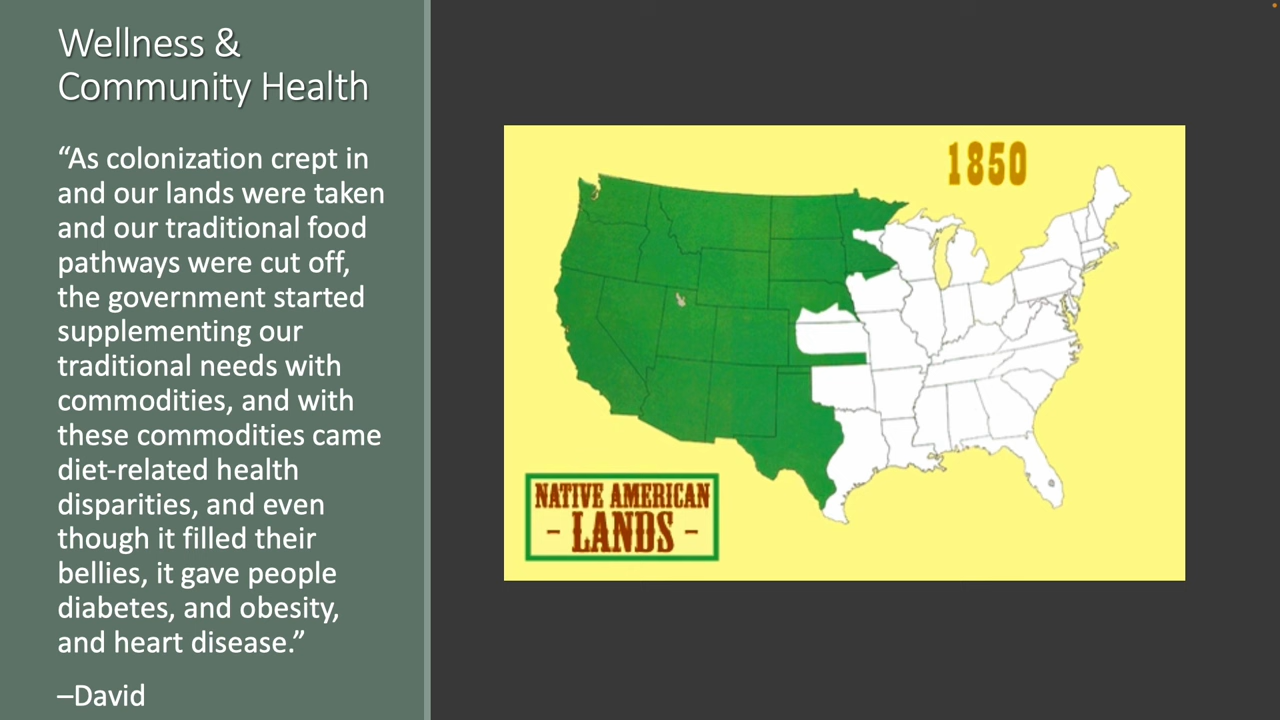 Wellness &
Community Health
“As colonization crept in
and our lands were taken
and our traditional food
pathways were cut off,
the government started
supplementing our
traditional needs with
commodities, and with
these commodities came
diet-related health
disparities, and even
though it filled their
bellies, it gave people
diabetes, and obesity,
and heart disease.”
–David
1850
NATIVE AMERICAN
- LANDS -